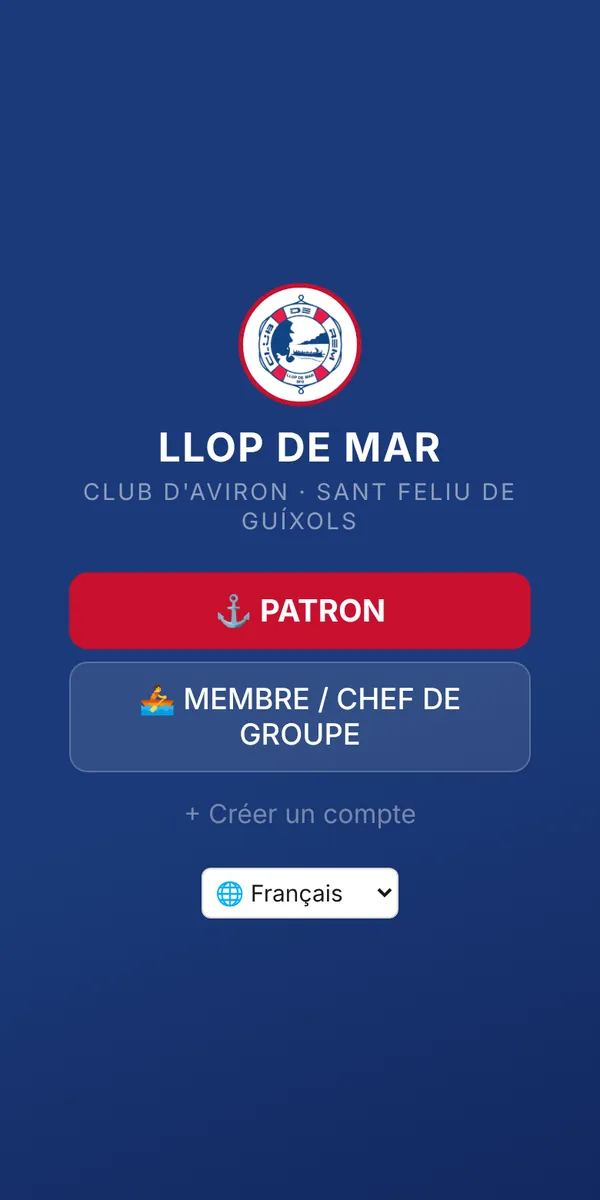 CLUB DE REM
LLOP DE MAR
LLOP DE MAR
CLUB D'AVIRON · SANT FELIU DE
GUÍXOLS
⚓ PATRON
🚣 MEMBRE / CHEF DE
GROUPE
+ Créer un compte
🌐 Français